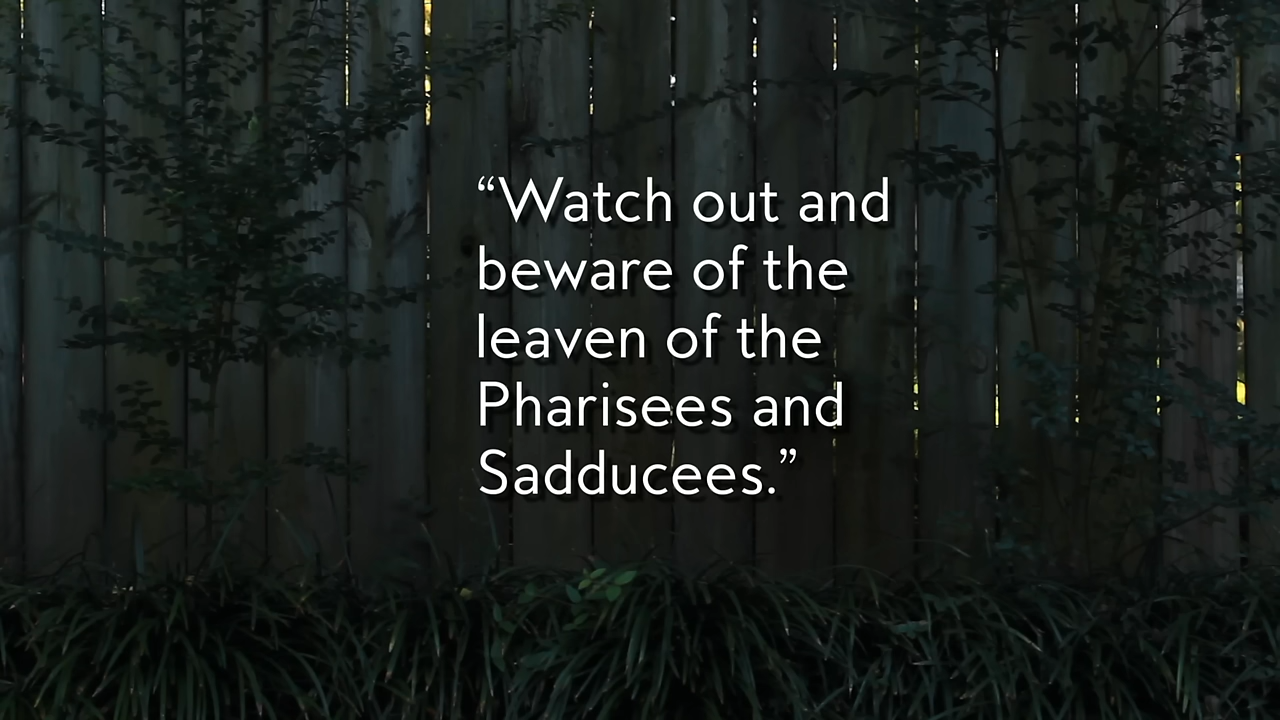 “Watch out and
beware of the
leaven of the
Pharisees and
Sadducees.”